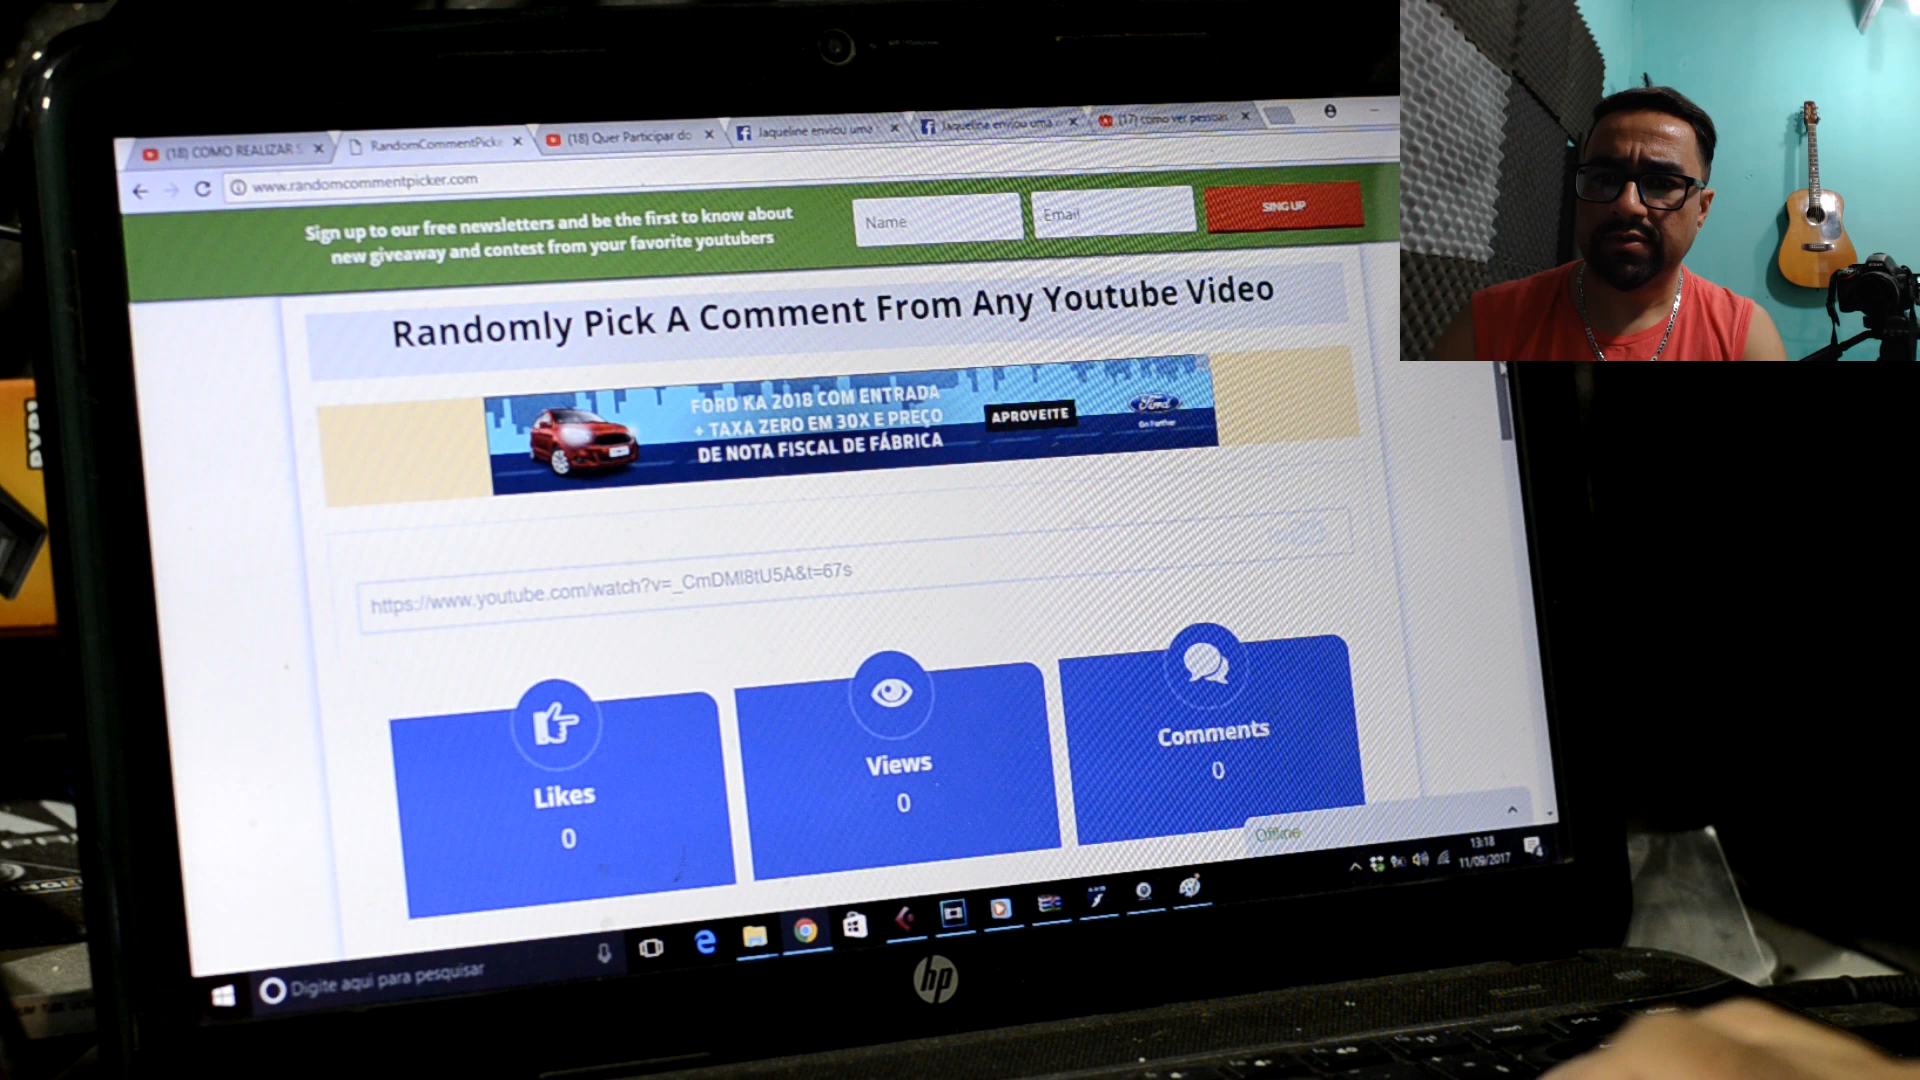 (18) COMO REALIZAR S
RandomCommentPicke
(18) Quer Participar do
Jaqueline enviou uma
Jaqueline enviou uma
(17) como ver pessoas
www.randomcommentpicker.com
Sign up to our free newsletters and be the first to know about
new giveaway and contest from your favorite youtubers
Name
Email
SING UP
Randomly Pick A Comment From Any Youtube Video
FORD KA 2018 COM ENTRADA
+ TAXA ZERO EM 30X E PREÇO
DE NOTA FISCAL DE FÁBRICA
APROVEITE
Ford
Go Further
https://www.youtube.com/watch?v=_CmDMl8tU5A&t=67s
Likes
0
Views
0
Comments
0
Offline
13:18
11/09/2017
Digite aqui para pesquisar
hp